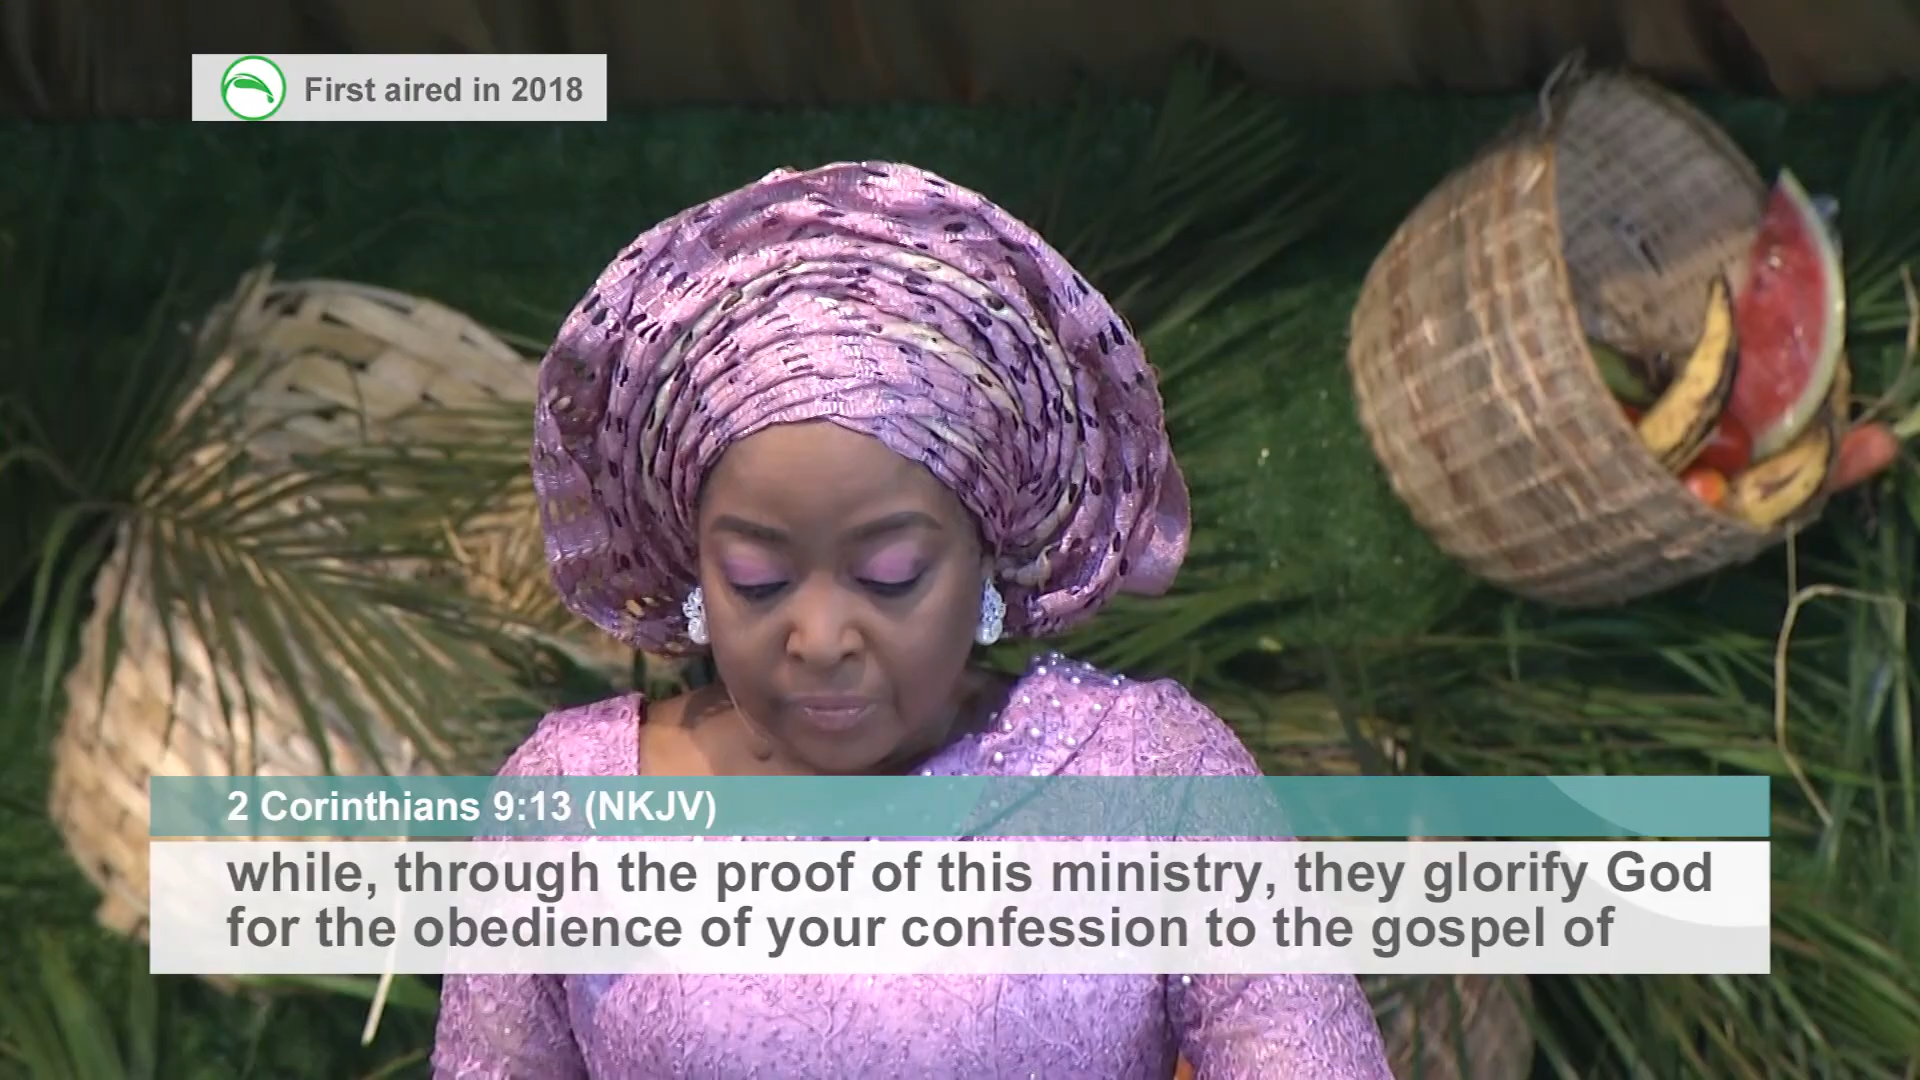 First aired in 2018
2 Corinthians 9:13 (NKJV)
while, through the proof of this ministry, they glorify God
for the obedience of your confession to the gospel of